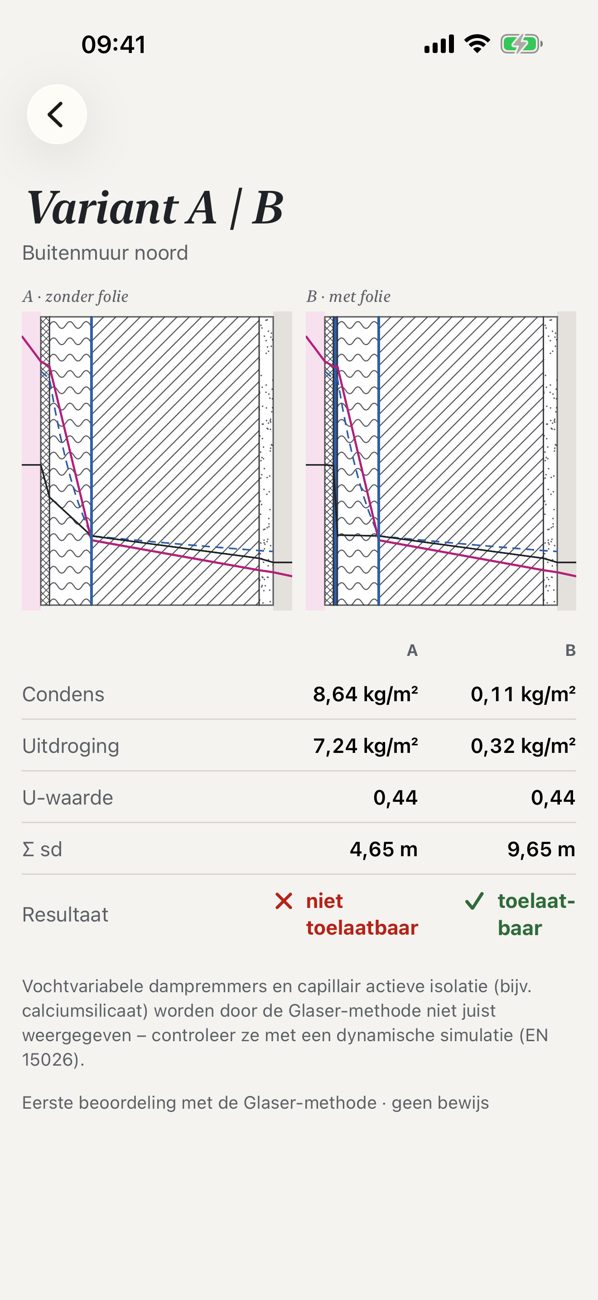 09:41
Variant A / B
Buitenmuur noord
A · zonder folie
B · met folie
A B
Condens 8,64 kg/m² 0,11 kg/m²
Uitdroging 7,24 kg/m² 0,32 kg/m²
U-waarde 0,44 0,44
Σ sd 4,65 m 9,65 m
Resultaat niet toelaatbaar toelaat-
baar
Vochtvariabele dampremmers en capillair actieve isolatie (bijv.
calciumsilicaat) worden door de Glaser-methode niet juist
weergegeven – controleer ze met een dynamische simulatie (EN
15026).
Eerste beoordeling met de Glaser-methode · geen bewijs